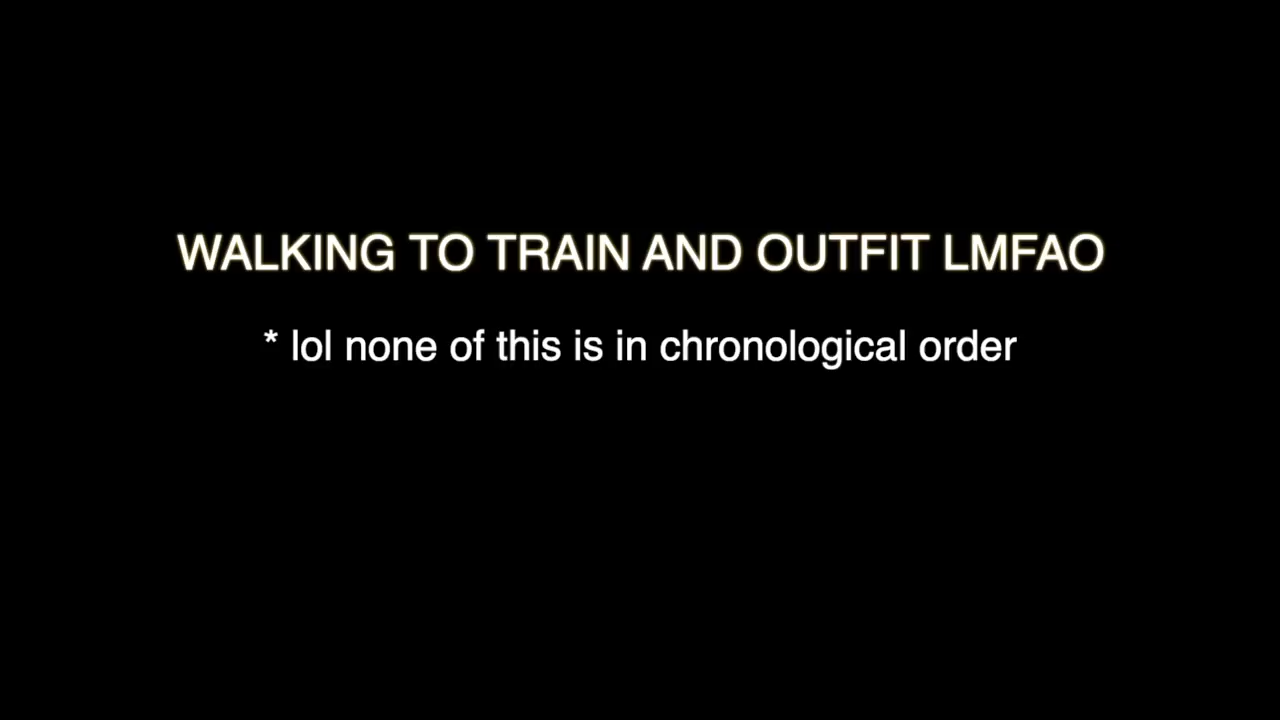 WALKING TO TRAIN AND OUTFIT LMFAO
* lol none of this is in chronological order